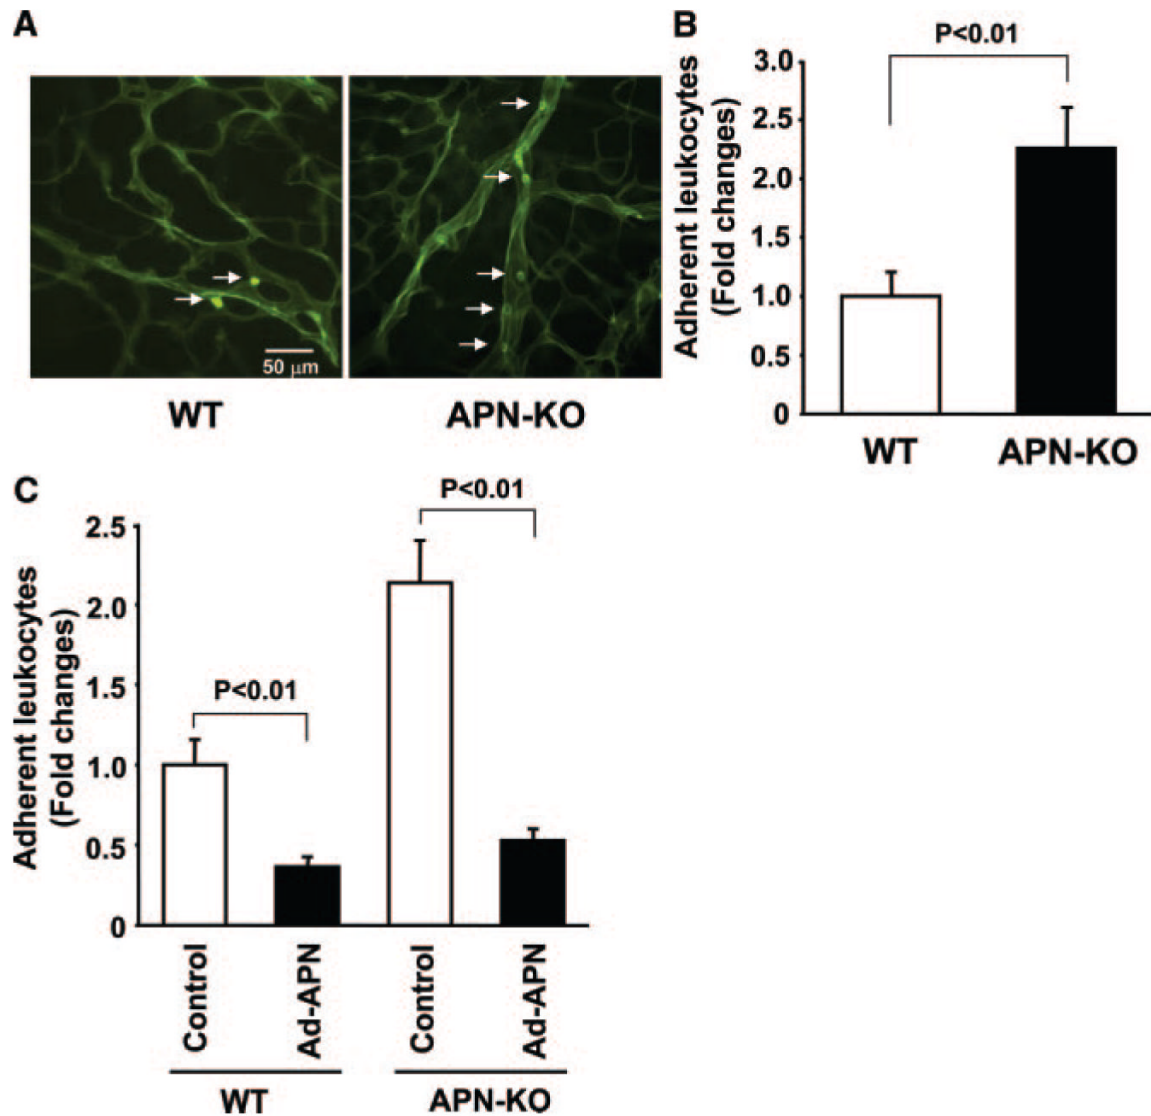 A
50 μm
WT
APN-KO
B
P<0.01
Adherent leukocytes
(Fold changes)
3.0
2.5
2.0
1.5
1.0
0.5
0
WT
APN-KO
C
P<0.01
P<0.01
Adherent leukocytes
(Fold changes)
2.5
2.0
1.5
1.0
0.5
0
Control
Ad-APN
Control
Ad-APN
WT
APN-KO